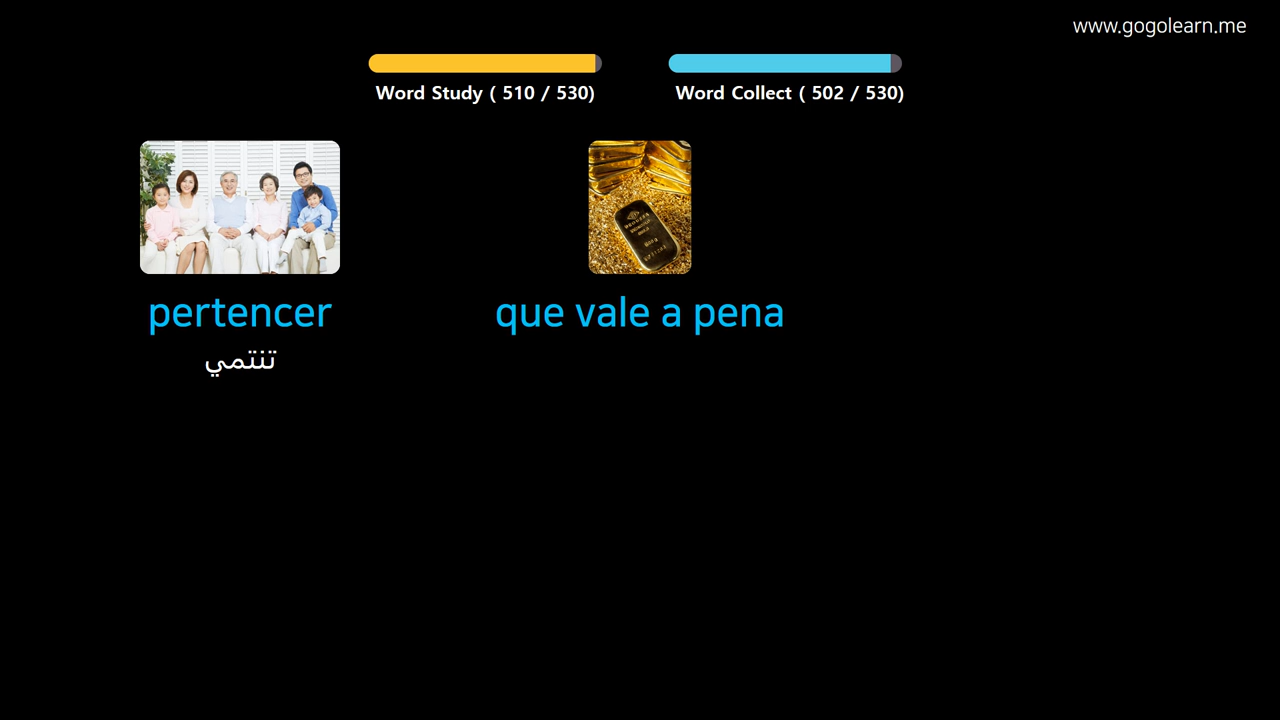 www.gogolearn.me
Word Study ( 510 / 530)
Word Collect ( 502 / 530)
pertencer
que vale a pena
تنتمي